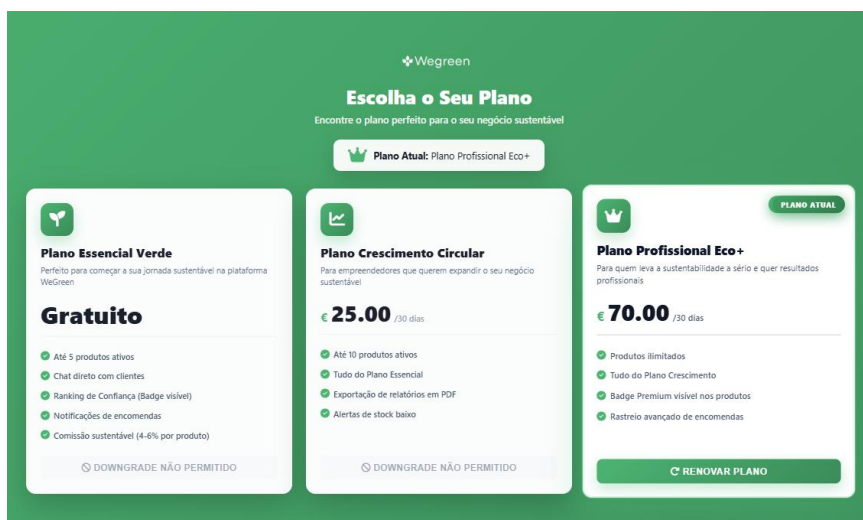 Wegreen
Escolha o Seu Plano
Encontre o plano perfeito para o seu negócio sustentável
Plano Atual: Plano Profissional Eco+
Plano Essencial Verde
Perfeito para começar a sua jornada sustentável na plataforma
WeGreen
Gratuito
Até 5 produtos ativos
Chat direto com clientes
Ranking de Confiança (Badge visível)
Notificações de encomendas
Comissão sustentável (4-6% por produto)
DOWNGRADE NÃO PERMITIDO
Plano Crescimento Circular
Para empreendedores que querem expandir o seu negócio
sustentável
€ 25.00 /30 dias
Até 10 produtos ativos
Tudo do Plano Essencial
Exportação de relatórios em PDF
Alertas de stock baixo
DOWNGRADE NÃO PERMITIDO
PLANO ATUAL
Plano Profissional Eco+
Para quem leva a sustentabilidade a sério e quer resultados
profissionais
€ 70.00 /30 dias
Produtos ilimitados
Tudo do Plano Crescimento
Badge Premium visível nos produtos
Rastreio avançado de encomendas
RENOVAR PLANO